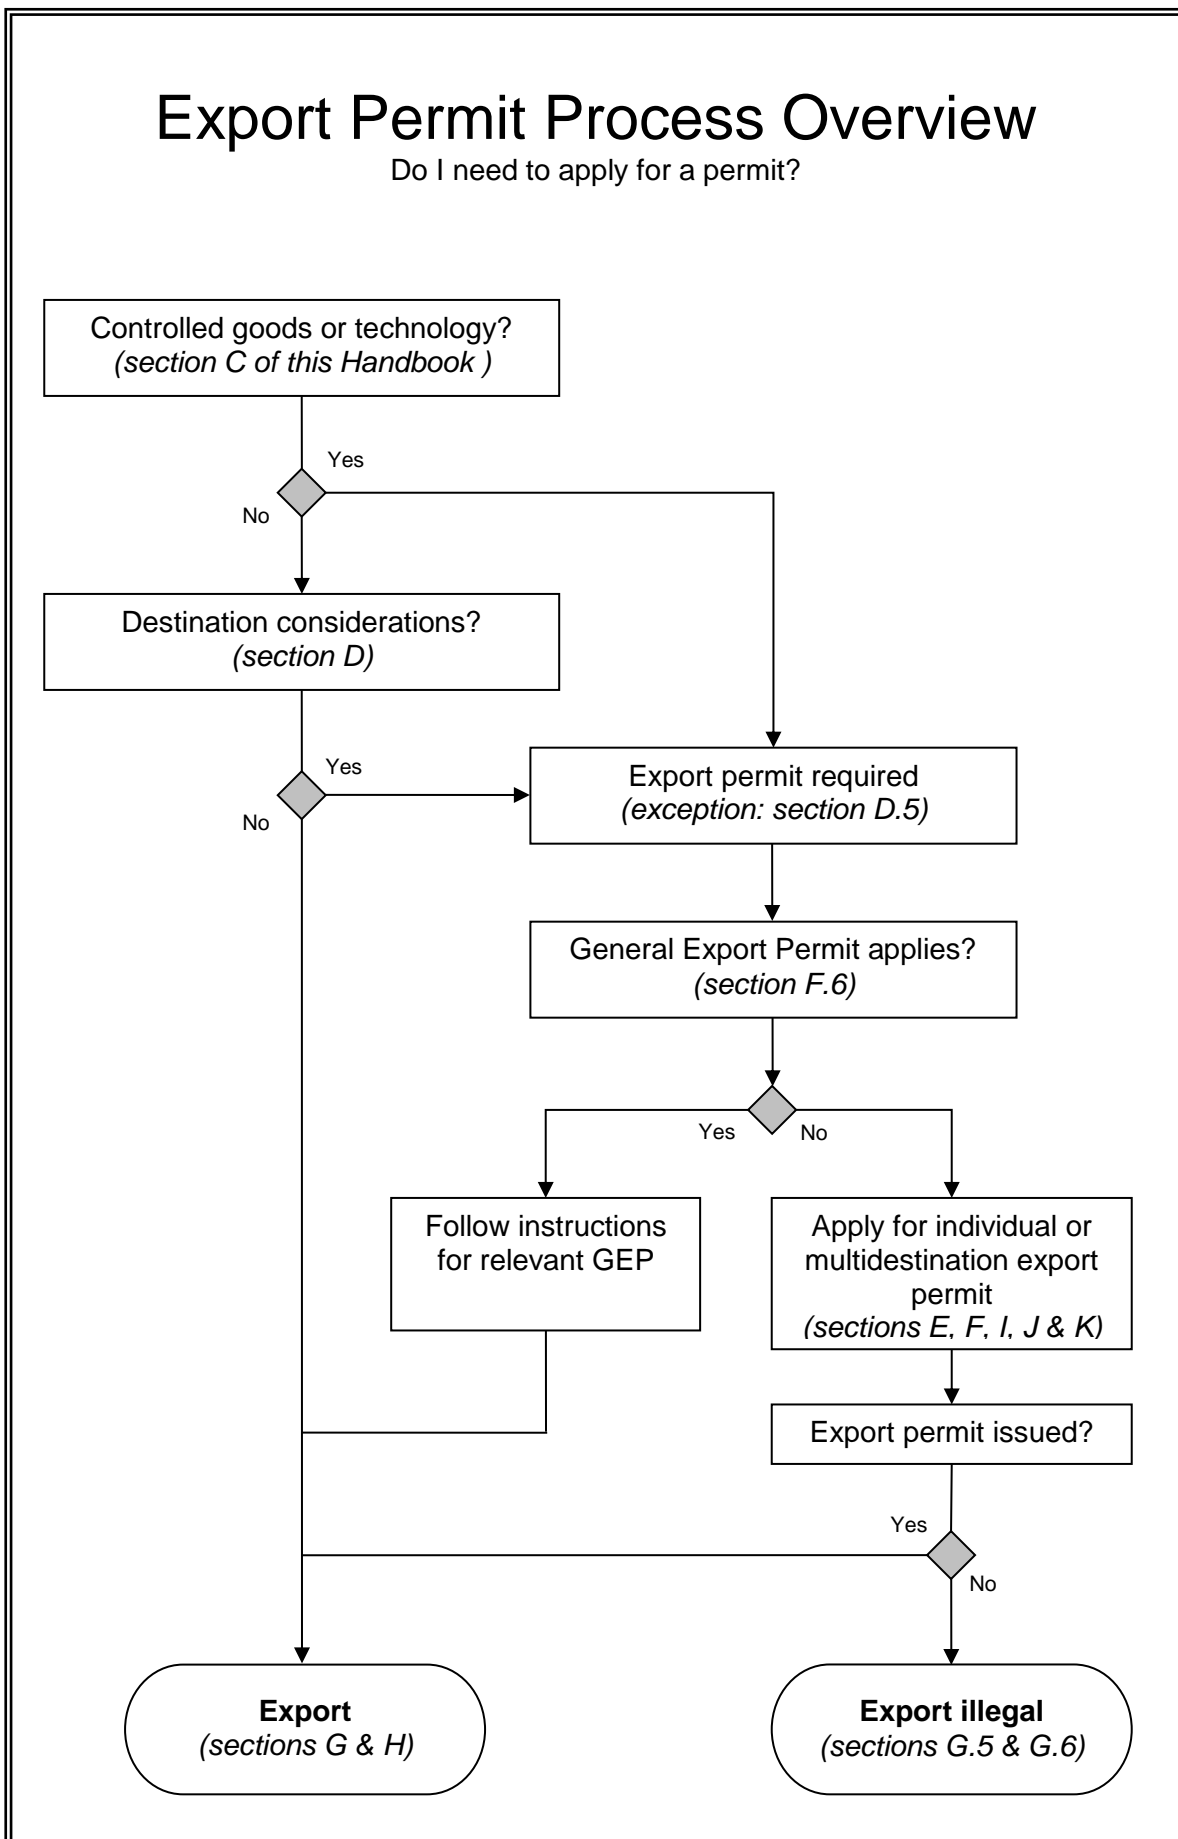 Export Permit Process Overview
Do I need to apply for a permit?
Controlled goods or technology?
(section C of this Handbook )
Yes
No
Destination considerations?
(section D)
Yes
No
Export permit required
(exception: section D.5)
General Export Permit applies?
(section F.6)
Yes
No
Follow instructions
for relevant GEP
Apply for individual or
multidestination export
permit
(sections E, F, I, J & K)
Export permit issued?
Yes
No
Export
(sections G & H)
Export illegal
(sections G.5 & G.6)